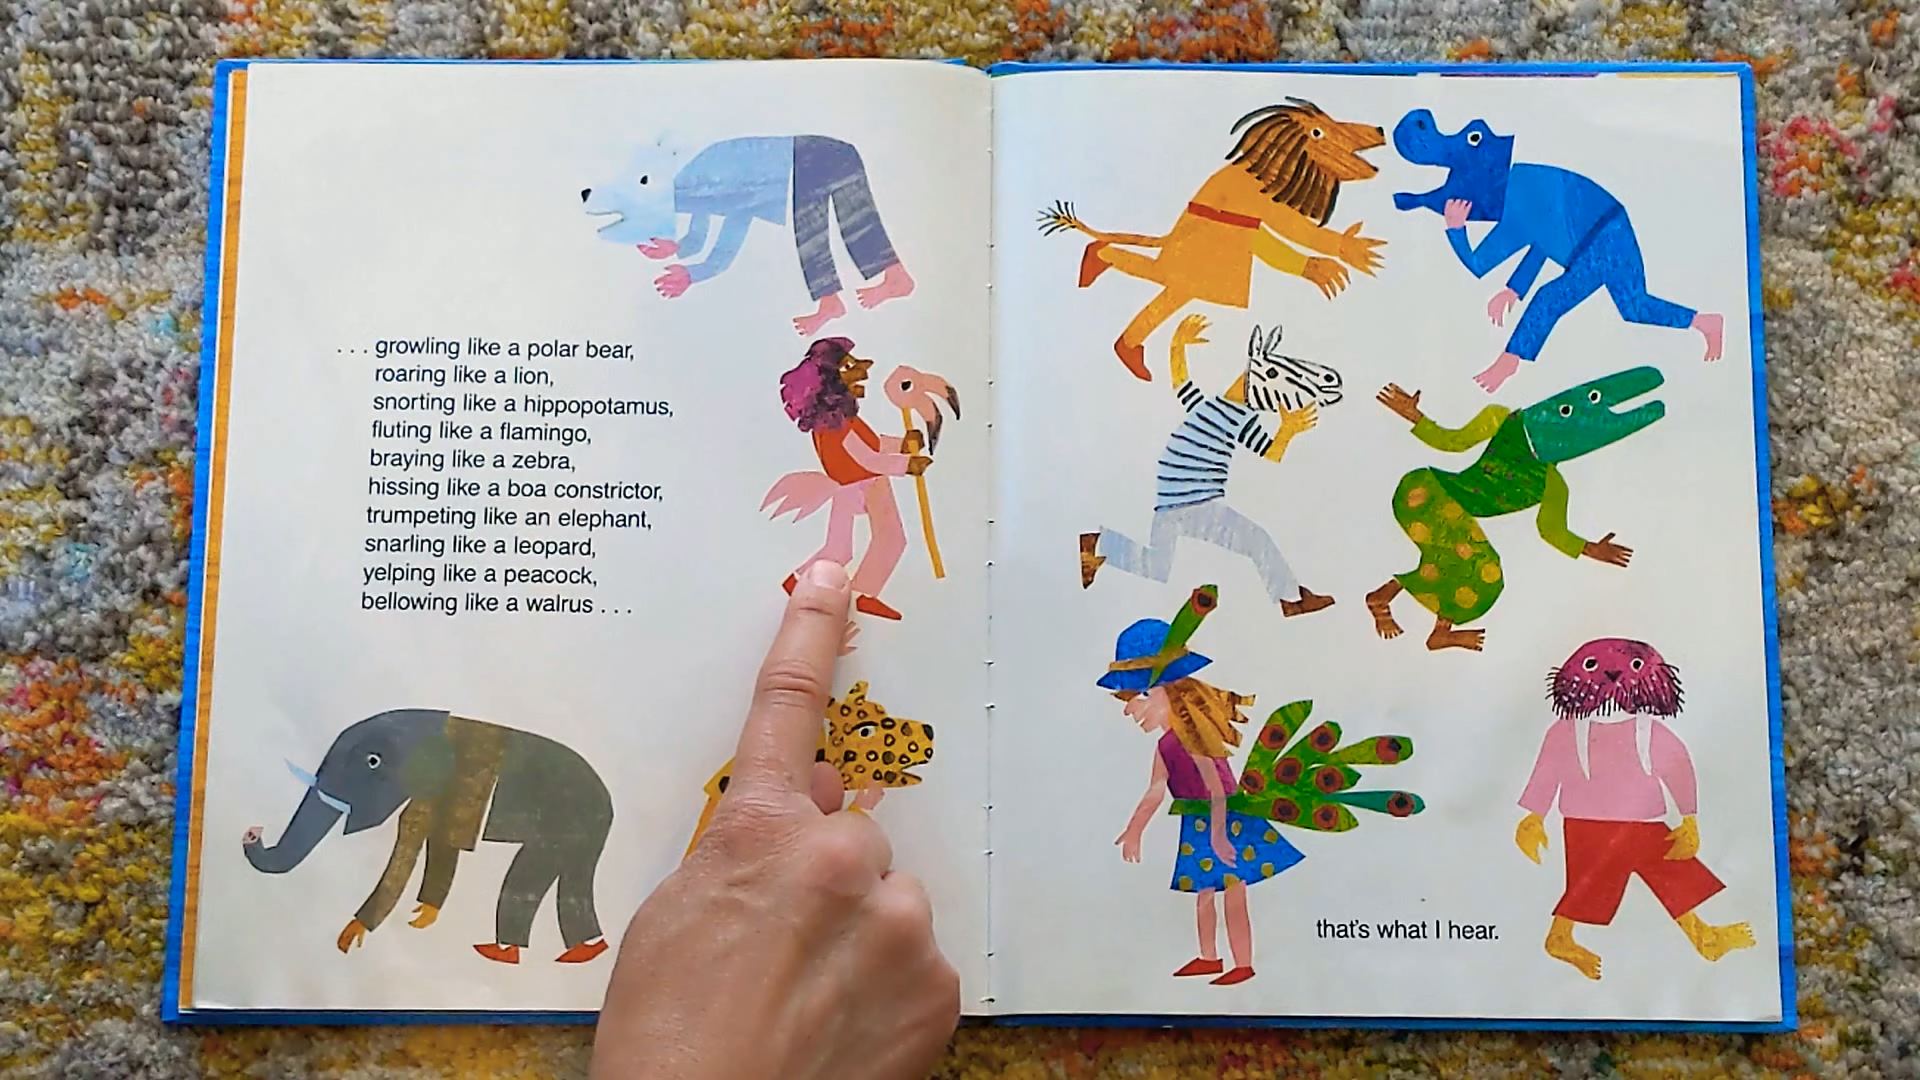 . . . growling like a polar bear,
roaring like a lion,
snorting like a hippopotamus,
fluting like a flamingo,
braying like a zebra,
hissing like a boa constrictor,
trumpeting like an elephant,
snarling like a leopard,
yelping like a peacock,
bellowing like a walrus . . .
that's what I hear.